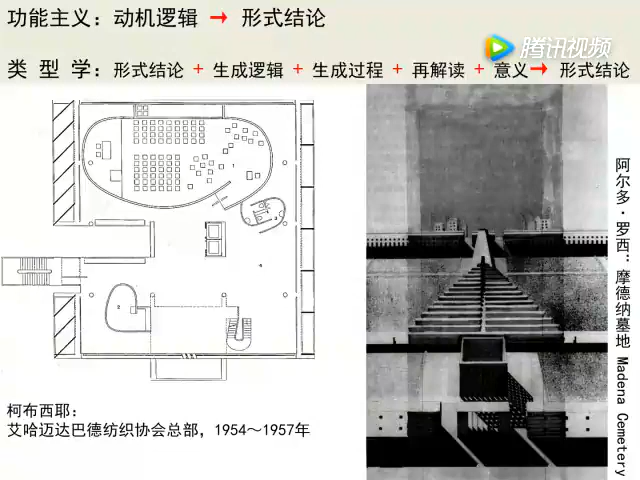 功能主义：动机逻辑 → 形式结论
腾讯视频
类 型 学：形式结论 + 生成逻辑 + 生成过程 + 再解读 + 意义→ 形式结论
阿尔多·罗西：摩德纳墓地 Madena Cemetery
柯布西耶：
艾哈迈达巴德纺织协会总部，1954～1957年